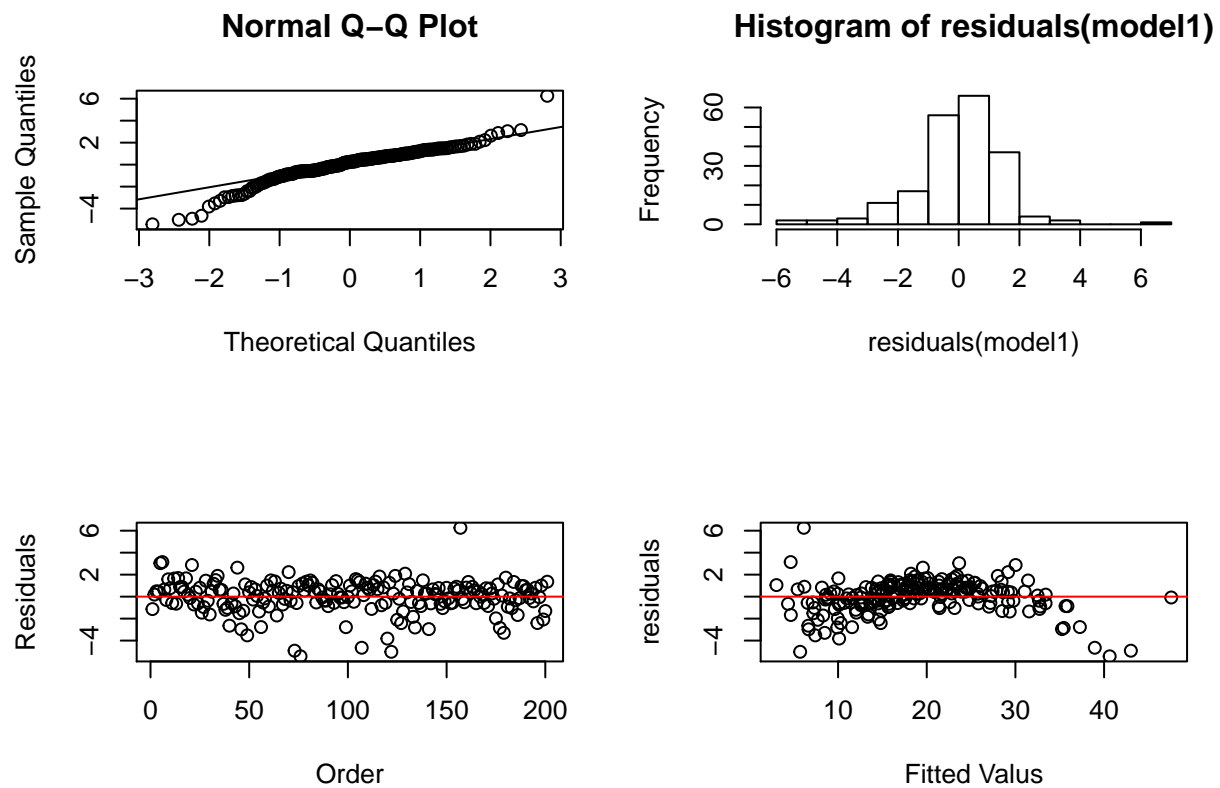 Normal Q−Q Plot
Sample Quantiles
6
2
−4
−3 −2 −1 0 1 2 3
Theoretical Quantiles
Histogram of residuals(model1)
Frequency
60
30
0
−6 −4 −2 0 2 4 6
residuals(model1)
Residuals
6
2
−4
0 50 100 150 200
Order
residuals
6
2
−4
10 20 30 40
Fitted Valus